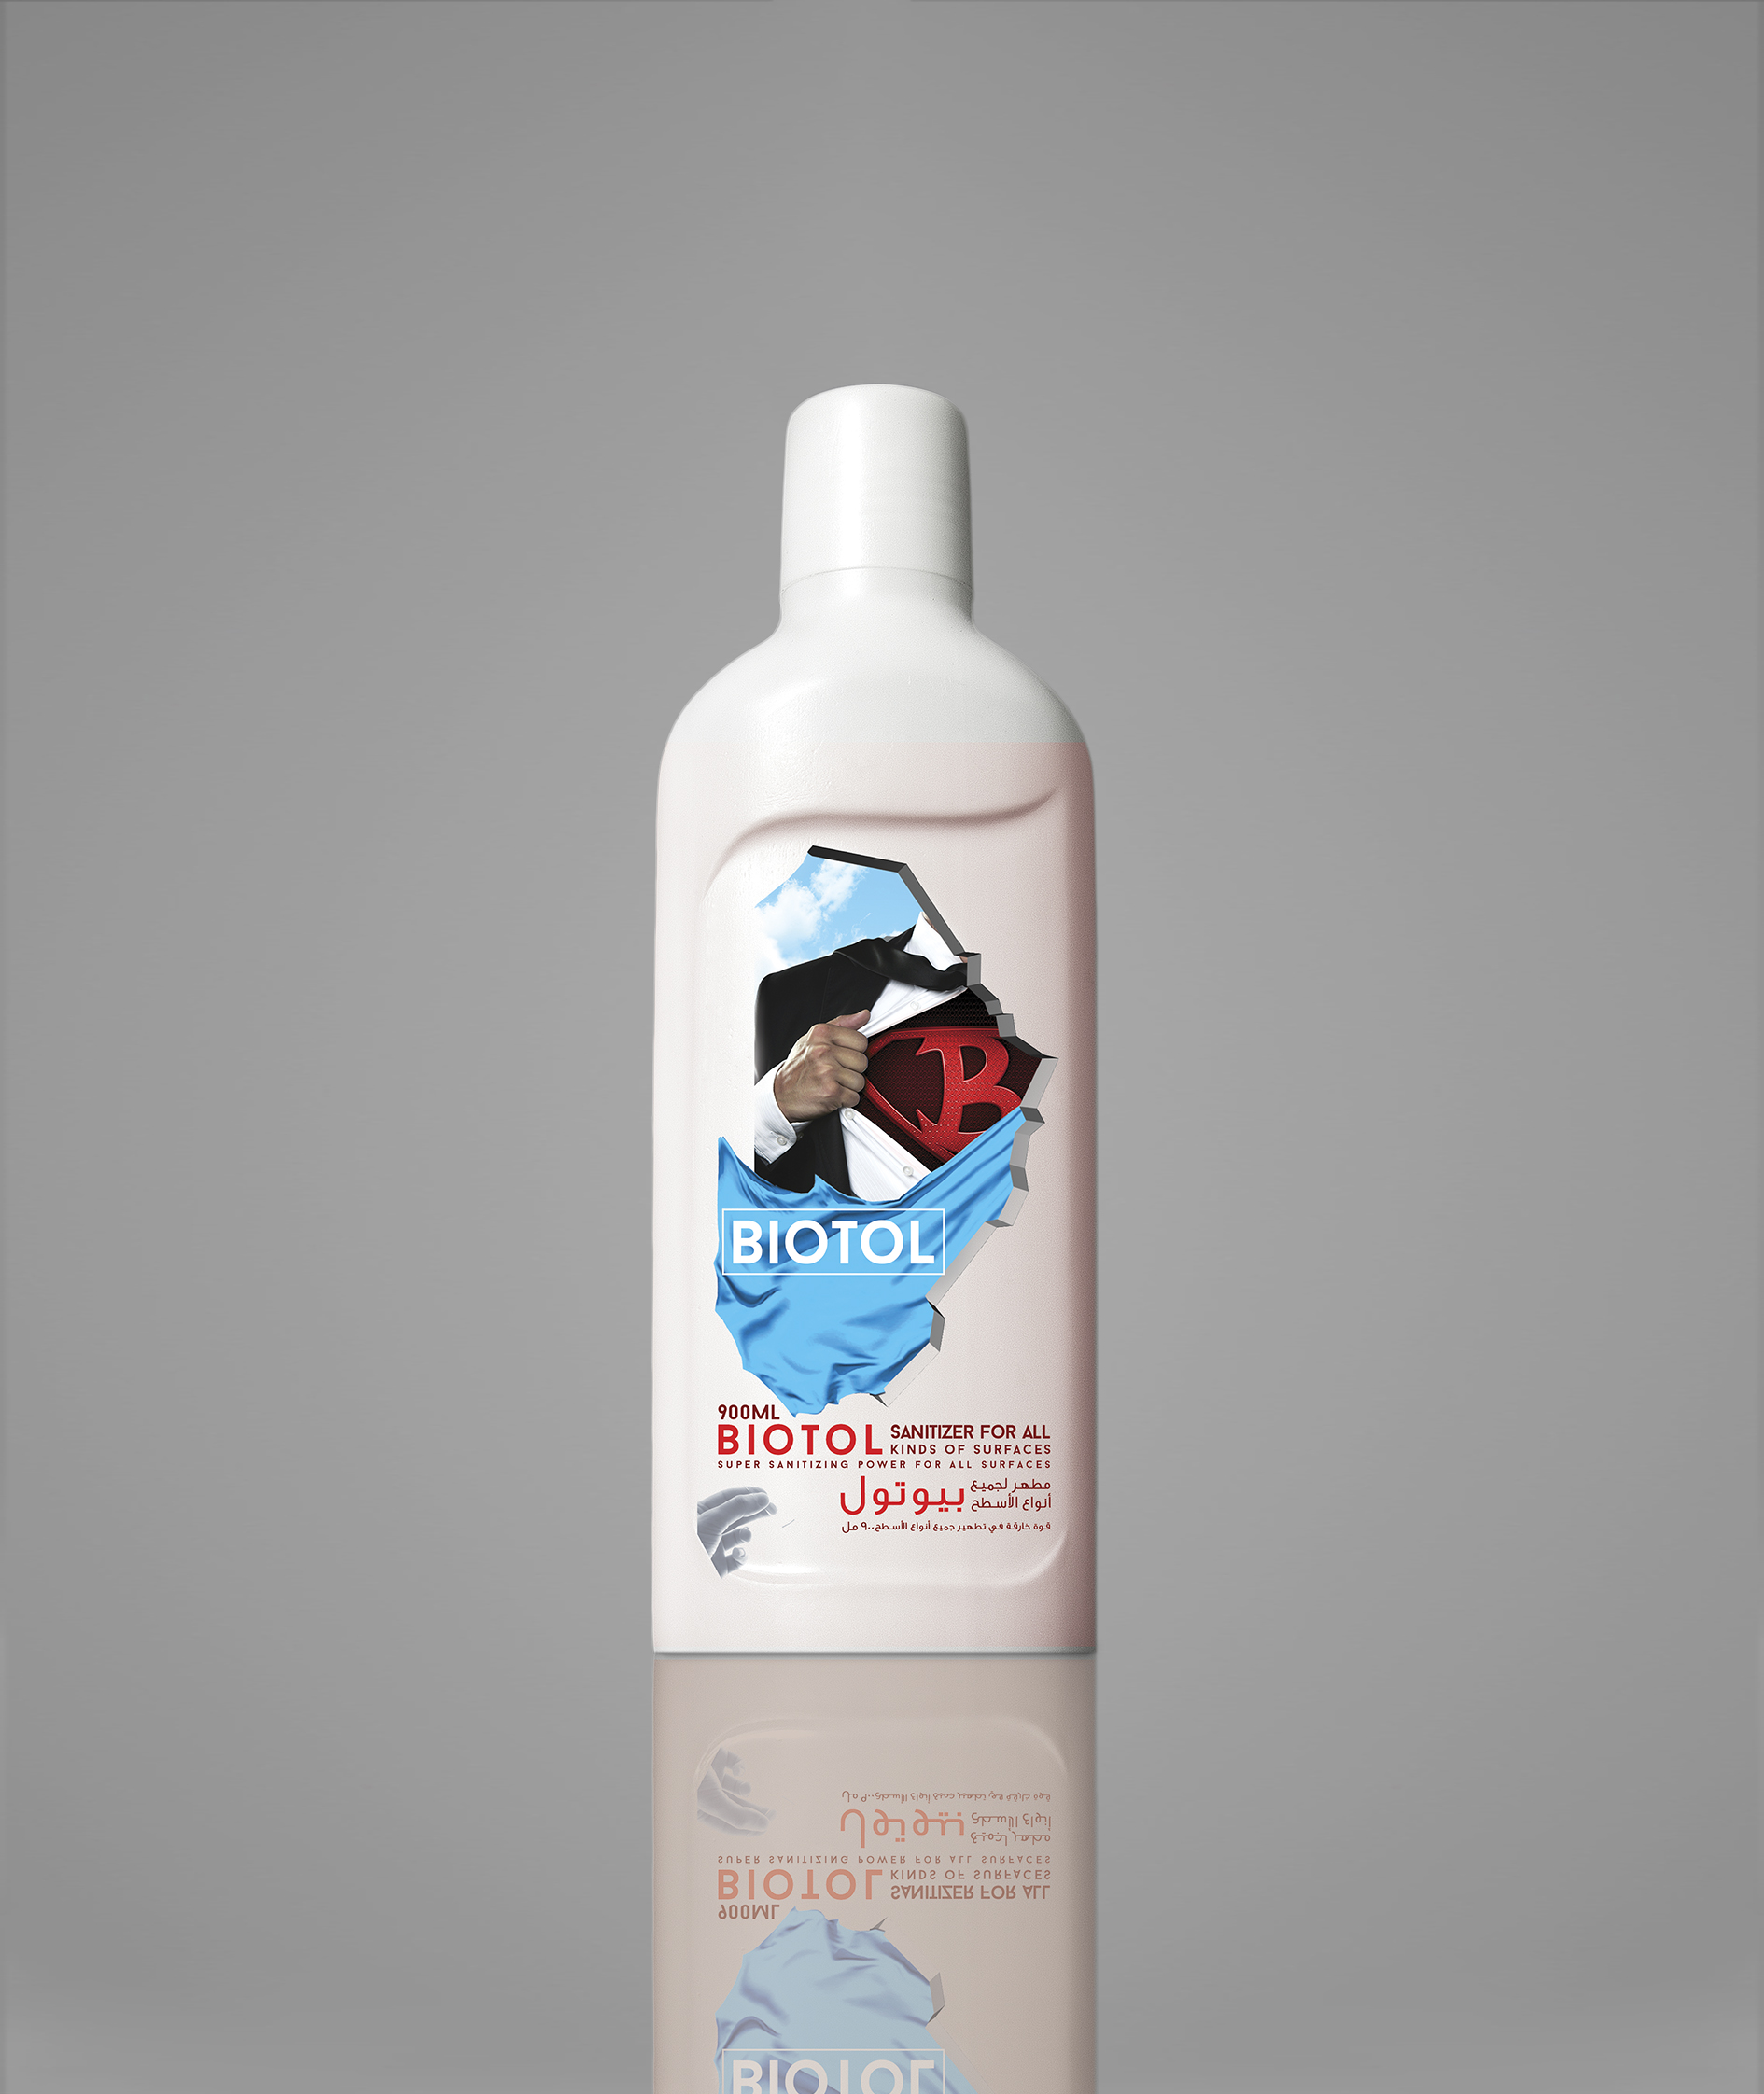 B
BIOTOL
900ML
BIOTOL SANITIZER FOR ALL
KINDS OF SURFACES
SUPER SANITIZING POWER FOR ALL SURFACES
بيوتول مطهر لجميع
أنواع الأسطح
قوة خارقة في تطهير جميع أنواع الأسطح ٩٠٠ مل